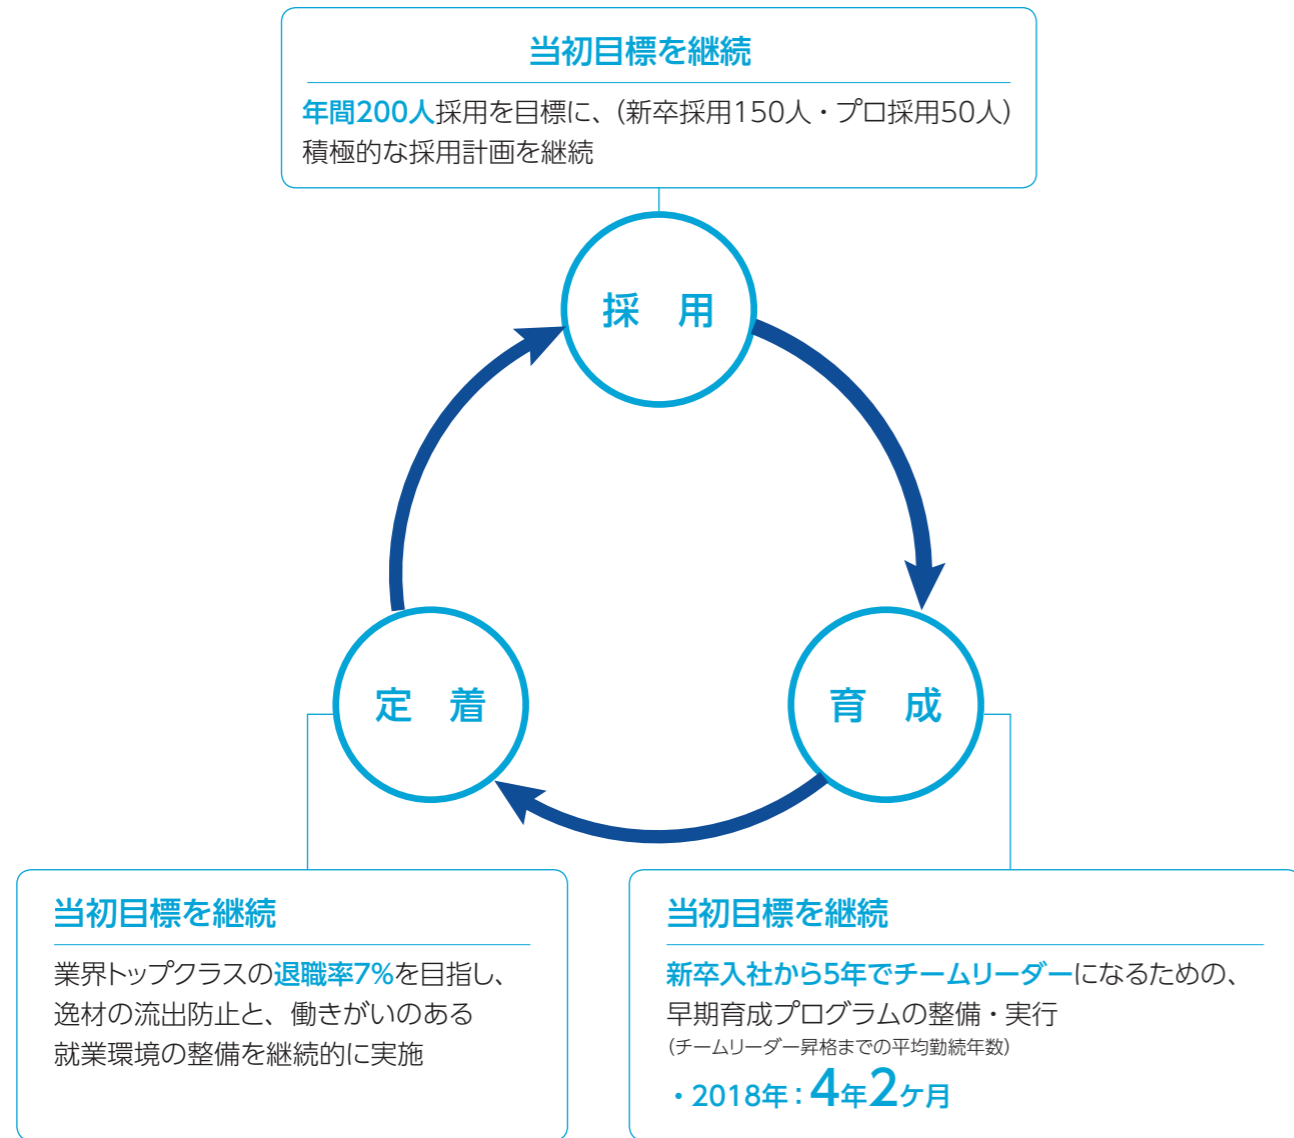 当初目標を継続
年間200人採用を目標に、（新卒採用150人・プロ採用50人）
積極的な採用計画を継続
採 用
定 着
育 成
当初目標を継続
業界トップクラスの退職率7%を目指し、
逸材の流出防止と、働きがいのある
就業環境の整備を継続的に実施
当初目標を継続
新卒入社から5年でチームリーダーになるための、
早期育成プログラムの整備・実行
（チームリーダー昇格までの平均勤続年数）
・2018年：4年2ケ月